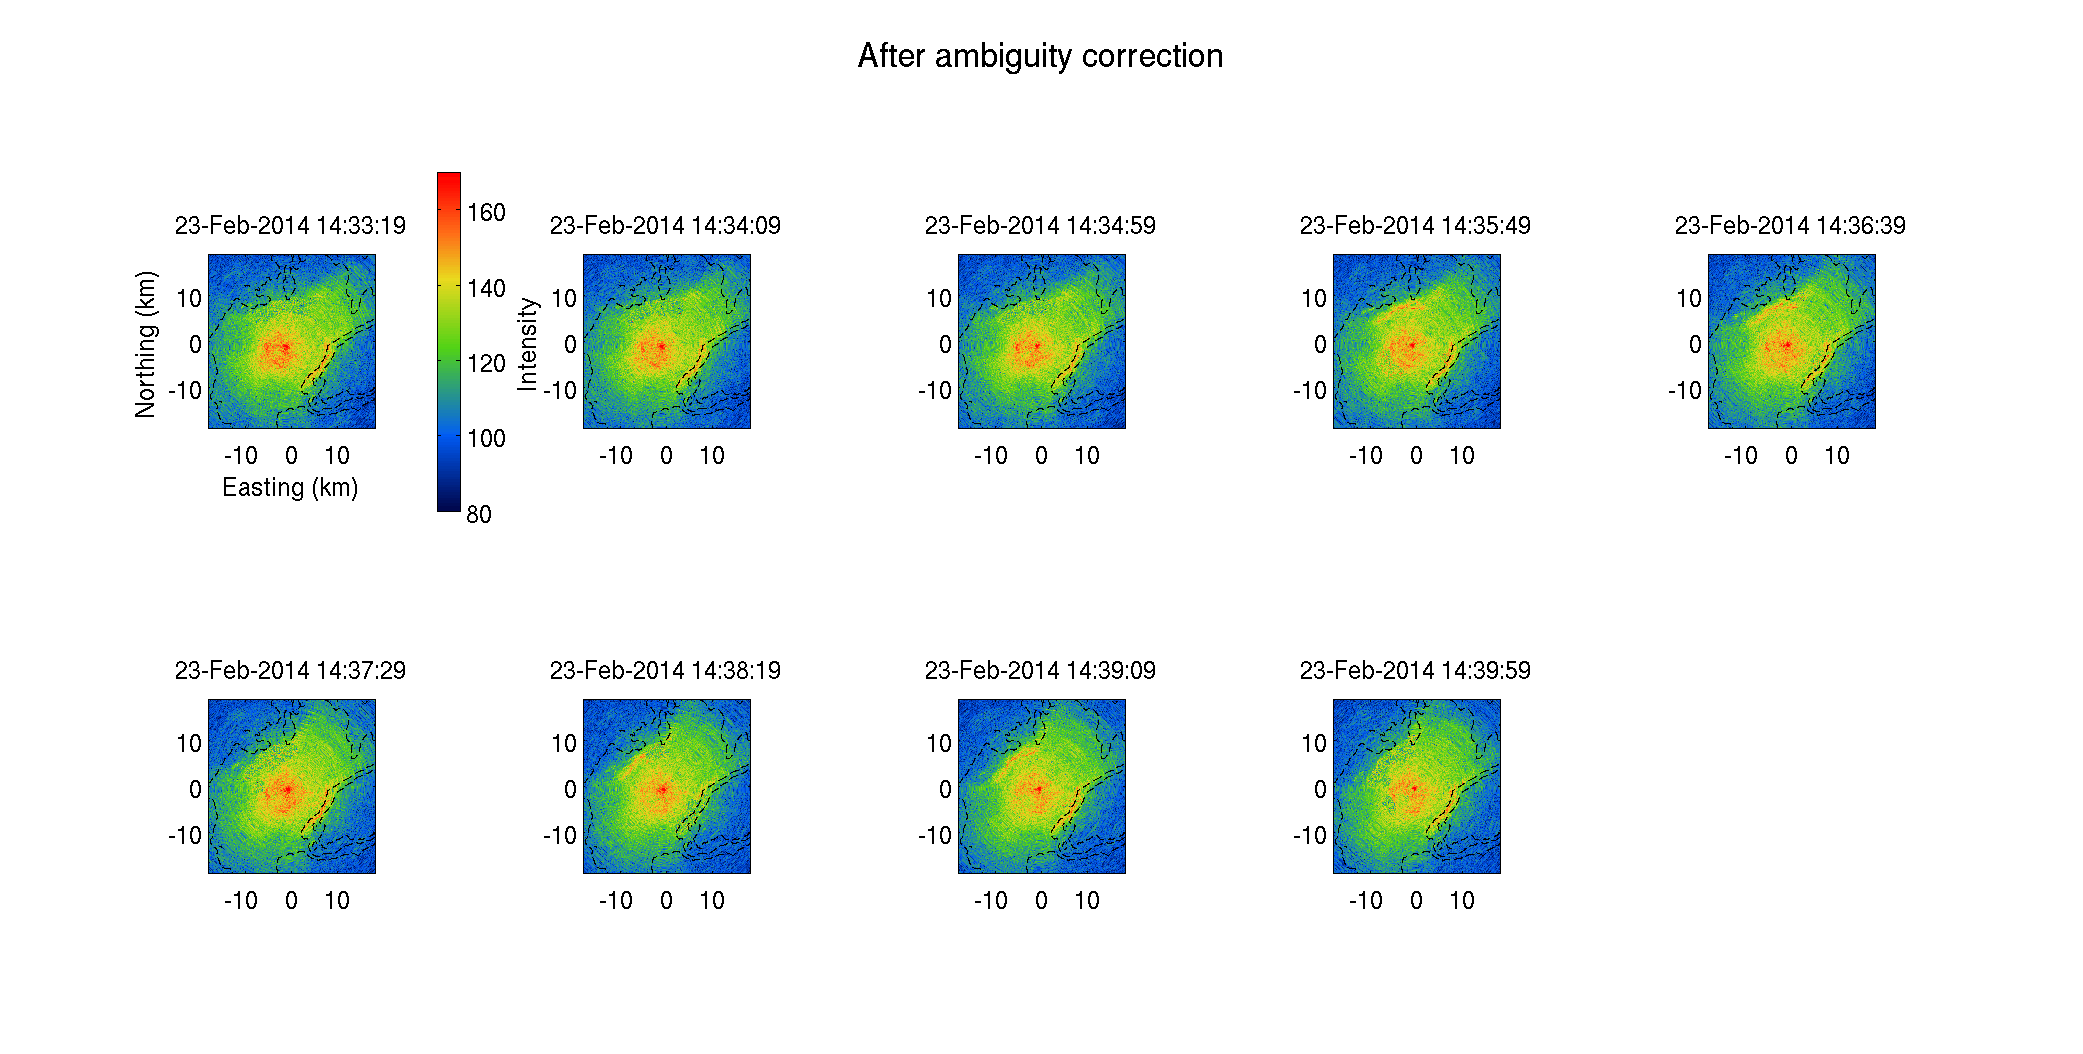 After ambiguity correction
23-Feb-2014 14:33:19
23-Feb-2014 14:34:09
23-Feb-2014 14:34:59
23-Feb-2014 14:35:49
23-Feb-2014 14:36:39
Northing (km)
10
0
-10
-10 0 10
Easting (km)
160
140
120
100
80
Intensity
10
0
-10
-10 0 10
10
0
-10
-10 0 10
10
0
-10
-10 0 10
10
0
-10
-10 0 10
23-Feb-2014 14:37:29
23-Feb-2014 14:38:19
23-Feb-2014 14:39:09
23-Feb-2014 14:39:59
10
0
-10
-10 0 10
10
0
-10
-10 0 10
10
0
-10
-10 0 10
10
0
-10
-10 0 10